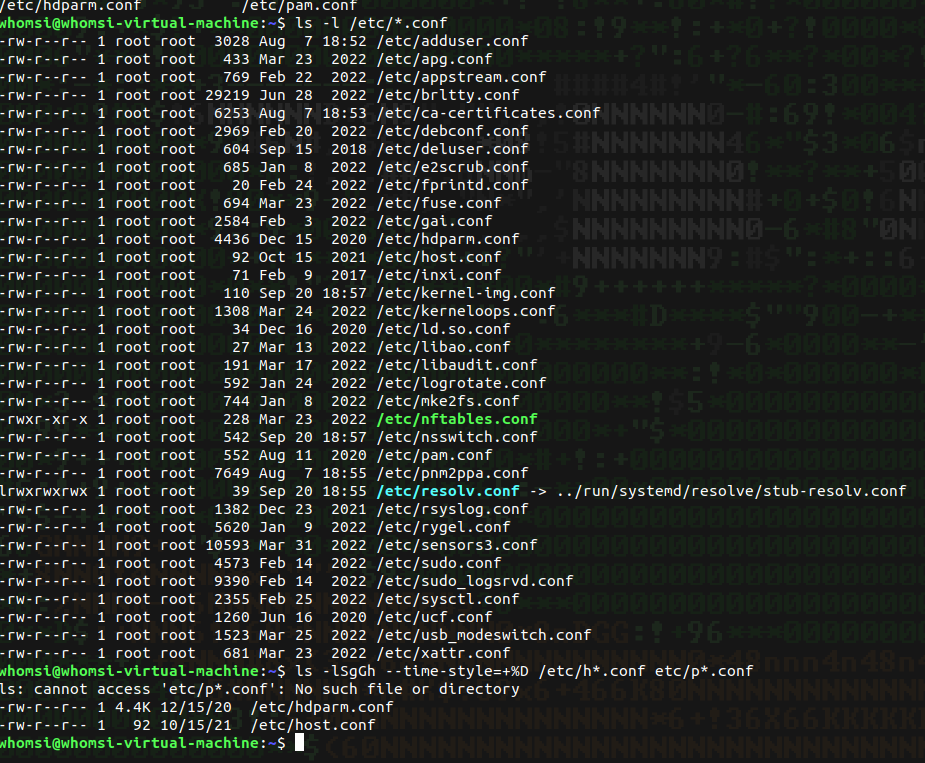 /etc/hdparm.conf /etc/pam.conf
whomsi@whomsi-virtual-machine:~$ ls -l /etc/*.conf
-rw-r--r-- 1 root root  3028 Aug  7 18:52 /etc/adduser.conf
-rw-r--r-- 1 root root   433 Mar 23  2022 /etc/apg.conf
-rw-r--r-- 1 root root   769 Feb 22  2022 /etc/appstream.conf
-rw-r--r-- 1 root root 29219 Jun 28  2022 /etc/brltty.conf
-rw-r--r-- 1 root root  6253 Aug  7 18:53 /etc/ca-certificates.conf
-rw-r--r-- 1 root root  2969 Feb 20  2022 /etc/debconf.conf
-rw-r--r-- 1 root root   604 Sep 15  2018 /etc/deluser.conf
-rw-r--r-- 1 root root   685 Jan  8  2022 /etc/e2scrub.conf
-rw-r--r-- 1 root root    20 Feb 24  2022 /etc/fprintd.conf
-rw-r--r-- 1 root root   694 Mar 23  2022 /etc/fuse.conf
-rw-r--r-- 1 root root  2584 Feb  3  2022 /etc/gai.conf
-rw-r--r-- 1 root root  4436 Dec 15  2020 /etc/hdparm.conf
-rw-r--r-- 1 root root    92 Oct 15  2021 /etc/host.conf
-rw-r--r-- 1 root root    71 Feb  9  2017 /etc/inxi.conf
-rw-r--r-- 1 root root   110 Sep 20 18:57 /etc/kernel-img.conf
-rw-r--r-- 1 root root  1308 Mar 24  2022 /etc/kerneloops.conf
-rw-r--r-- 1 root root    34 Dec 16  2020 /etc/ld.so.conf
-rw-r--r-- 1 root root    27 Mar 13  2022 /etc/libao.conf
-rw-r--r-- 1 root root   191 Mar 17  2022 /etc/libaudit.conf
-rw-r--r-- 1 root root   592 Jan 24  2022 /etc/logrotate.conf
-rw-r--r-- 1 root root   744 Jan  8  2022 /etc/mke2fs.conf
-rwxr-xr-x 1 root root   228 Mar 23  2022 /etc/nftables.conf
-rw-r--r-- 1 root root   542 Sep 20 18:57 /etc/nsswitch.conf
-rw-r--r-- 1 root root   552 Aug 11  2020 /etc/pam.conf
-rw-r--r-- 1 root root  7649 Aug  7 18:55 /etc/pnm2ppa.conf
lrwxrwxrwx 1 root root    39 Sep 20 18:55 /etc/resolv.conf -> ../run/systemd/resolve/stub-resolv.conf
-rw-r--r-- 1 root root  1382 Dec 23  2021 /etc/rsyslog.conf
-rw-r--r-- 1 root root  5620 Jan  9  2022 /etc/rygel.conf
-rw-r--r-- 1 root root 10593 Mar 31  2022 /etc/sensors3.conf
-rw-r--r-- 1 root root  4573 Feb 14  2022 /etc/sudo.conf
-rw-r--r-- 1 root root  9390 Feb 14  2022 /etc/sudo_logsrvd.conf
-rw-r--r-- 1 root root  2355 Feb 25  2022 /etc/sysctl.conf
-rw-r--r-- 1 root root  1260 Jun 16  2020 /etc/ucf.conf
-rw-r--r-- 1 root root  1523 Mar 25  2022 /etc/usb_modeswitch.conf
-rw-r--r-- 1 root root   681 Mar 23  2022 /etc/xattr.conf
whomsi@whomsi-virtual-machine:~$ ls -lSgGh --time-style=+%D /etc/h*.conf etc/p*.conf
ls: cannot access 'etc/p*.conf': No such file or directory
-rw-r--r-- 1 4.4K 12/15/20  /etc/hdparm.conf
-rw-r--r-- 1   92 10/15/21  /etc/host.conf
whomsi@whomsi-virtual-machine:~$